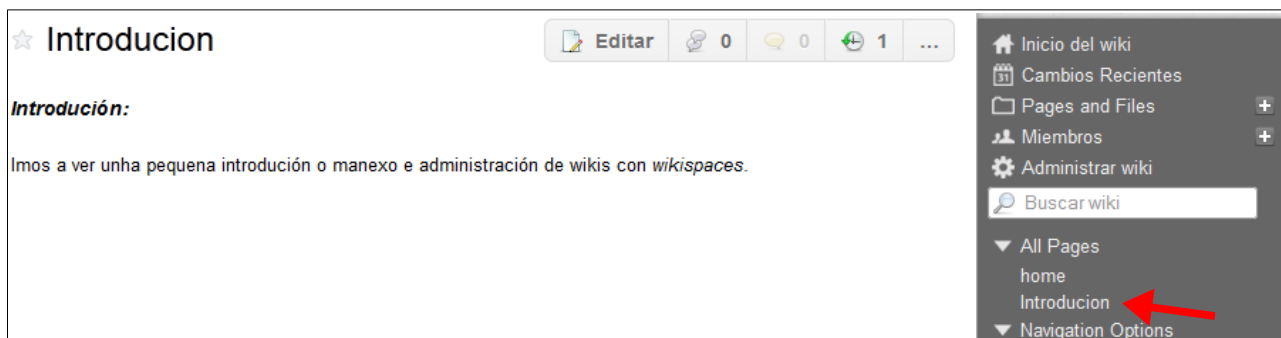 Introducion
Editar 0 0 1 ...
Introdución:
Imos a ver unha pequena introdución o manexo e administración de wikis con wikispaces.
Inicio del wiki
31 Cambios Recientes
Pages and Files +
Miembros +
Administrar wiki
Buscar wiki
All Pages
home
Introducion
Navigation Options